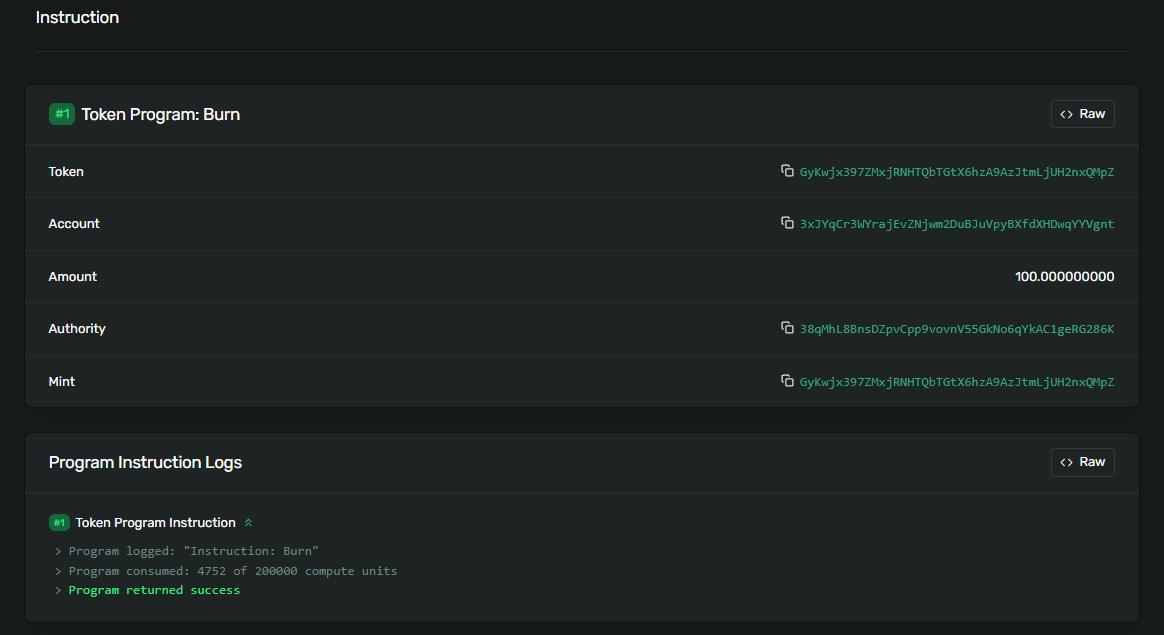 Instruction
#1 Token Program: Burn
<> Raw
Token GyKwjx397ZMxjRNHTQbTGtX6hzA9AzJtmLjUH2nxQMpZ
Account 3xJYqCr3WYrajEvZNjwm2DuBJuVpyBXfdXHDwqYYVgnt
Amount 100.000000000
Authority 38qMhL8BnsDZpvCpp9vovnV55GkNo6qYkAC1geRG286K
Mint GyKwjx397ZMxjRNHTQbTGtX6hzA9AzJtmLjUH2nxQMpZ
Program Instruction Logs
<> Raw
#1 Token Program Instruction
> Program logged: "Instruction: Burn"
> Program consumed: 4752 of 200000 compute units
> Program returned success